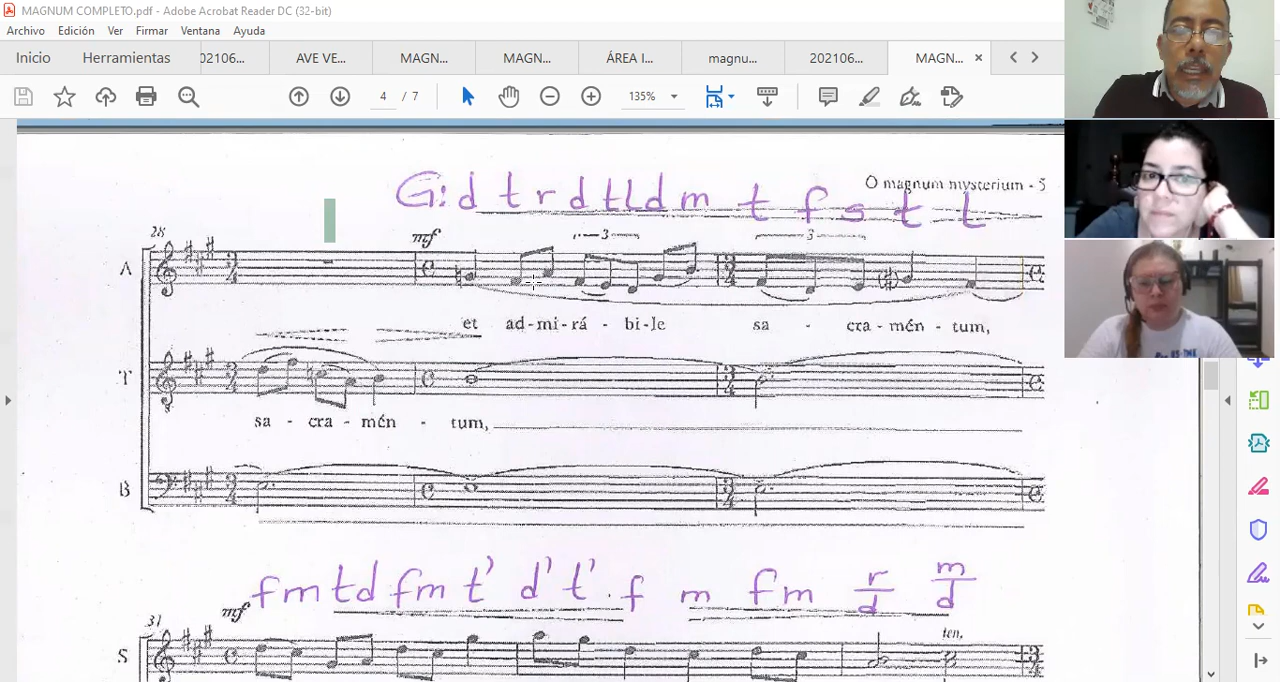 MAGNUM COMPLETO.pdf - Adobe Acrobat Reader DC (32-bit)
Archivo Edición Ver Firmar Ventana Ayuda
Inicio Herramientas 02106... AVE VE... MAGN... MAGN... ÁREA I... magnu... 202106... MAGN... ×
4 / 7 135%
O magnum mysterium - 5
G: d t r d t l d m t f s t l
28 mf 3 3
A
et ad-mi-rá - bi-le sa - cra - mén - tum,
T
sa - cra - mén - tum,
B
f m t d f m t' d' t' . f m f m r/d m/d
31 mf ten.
S